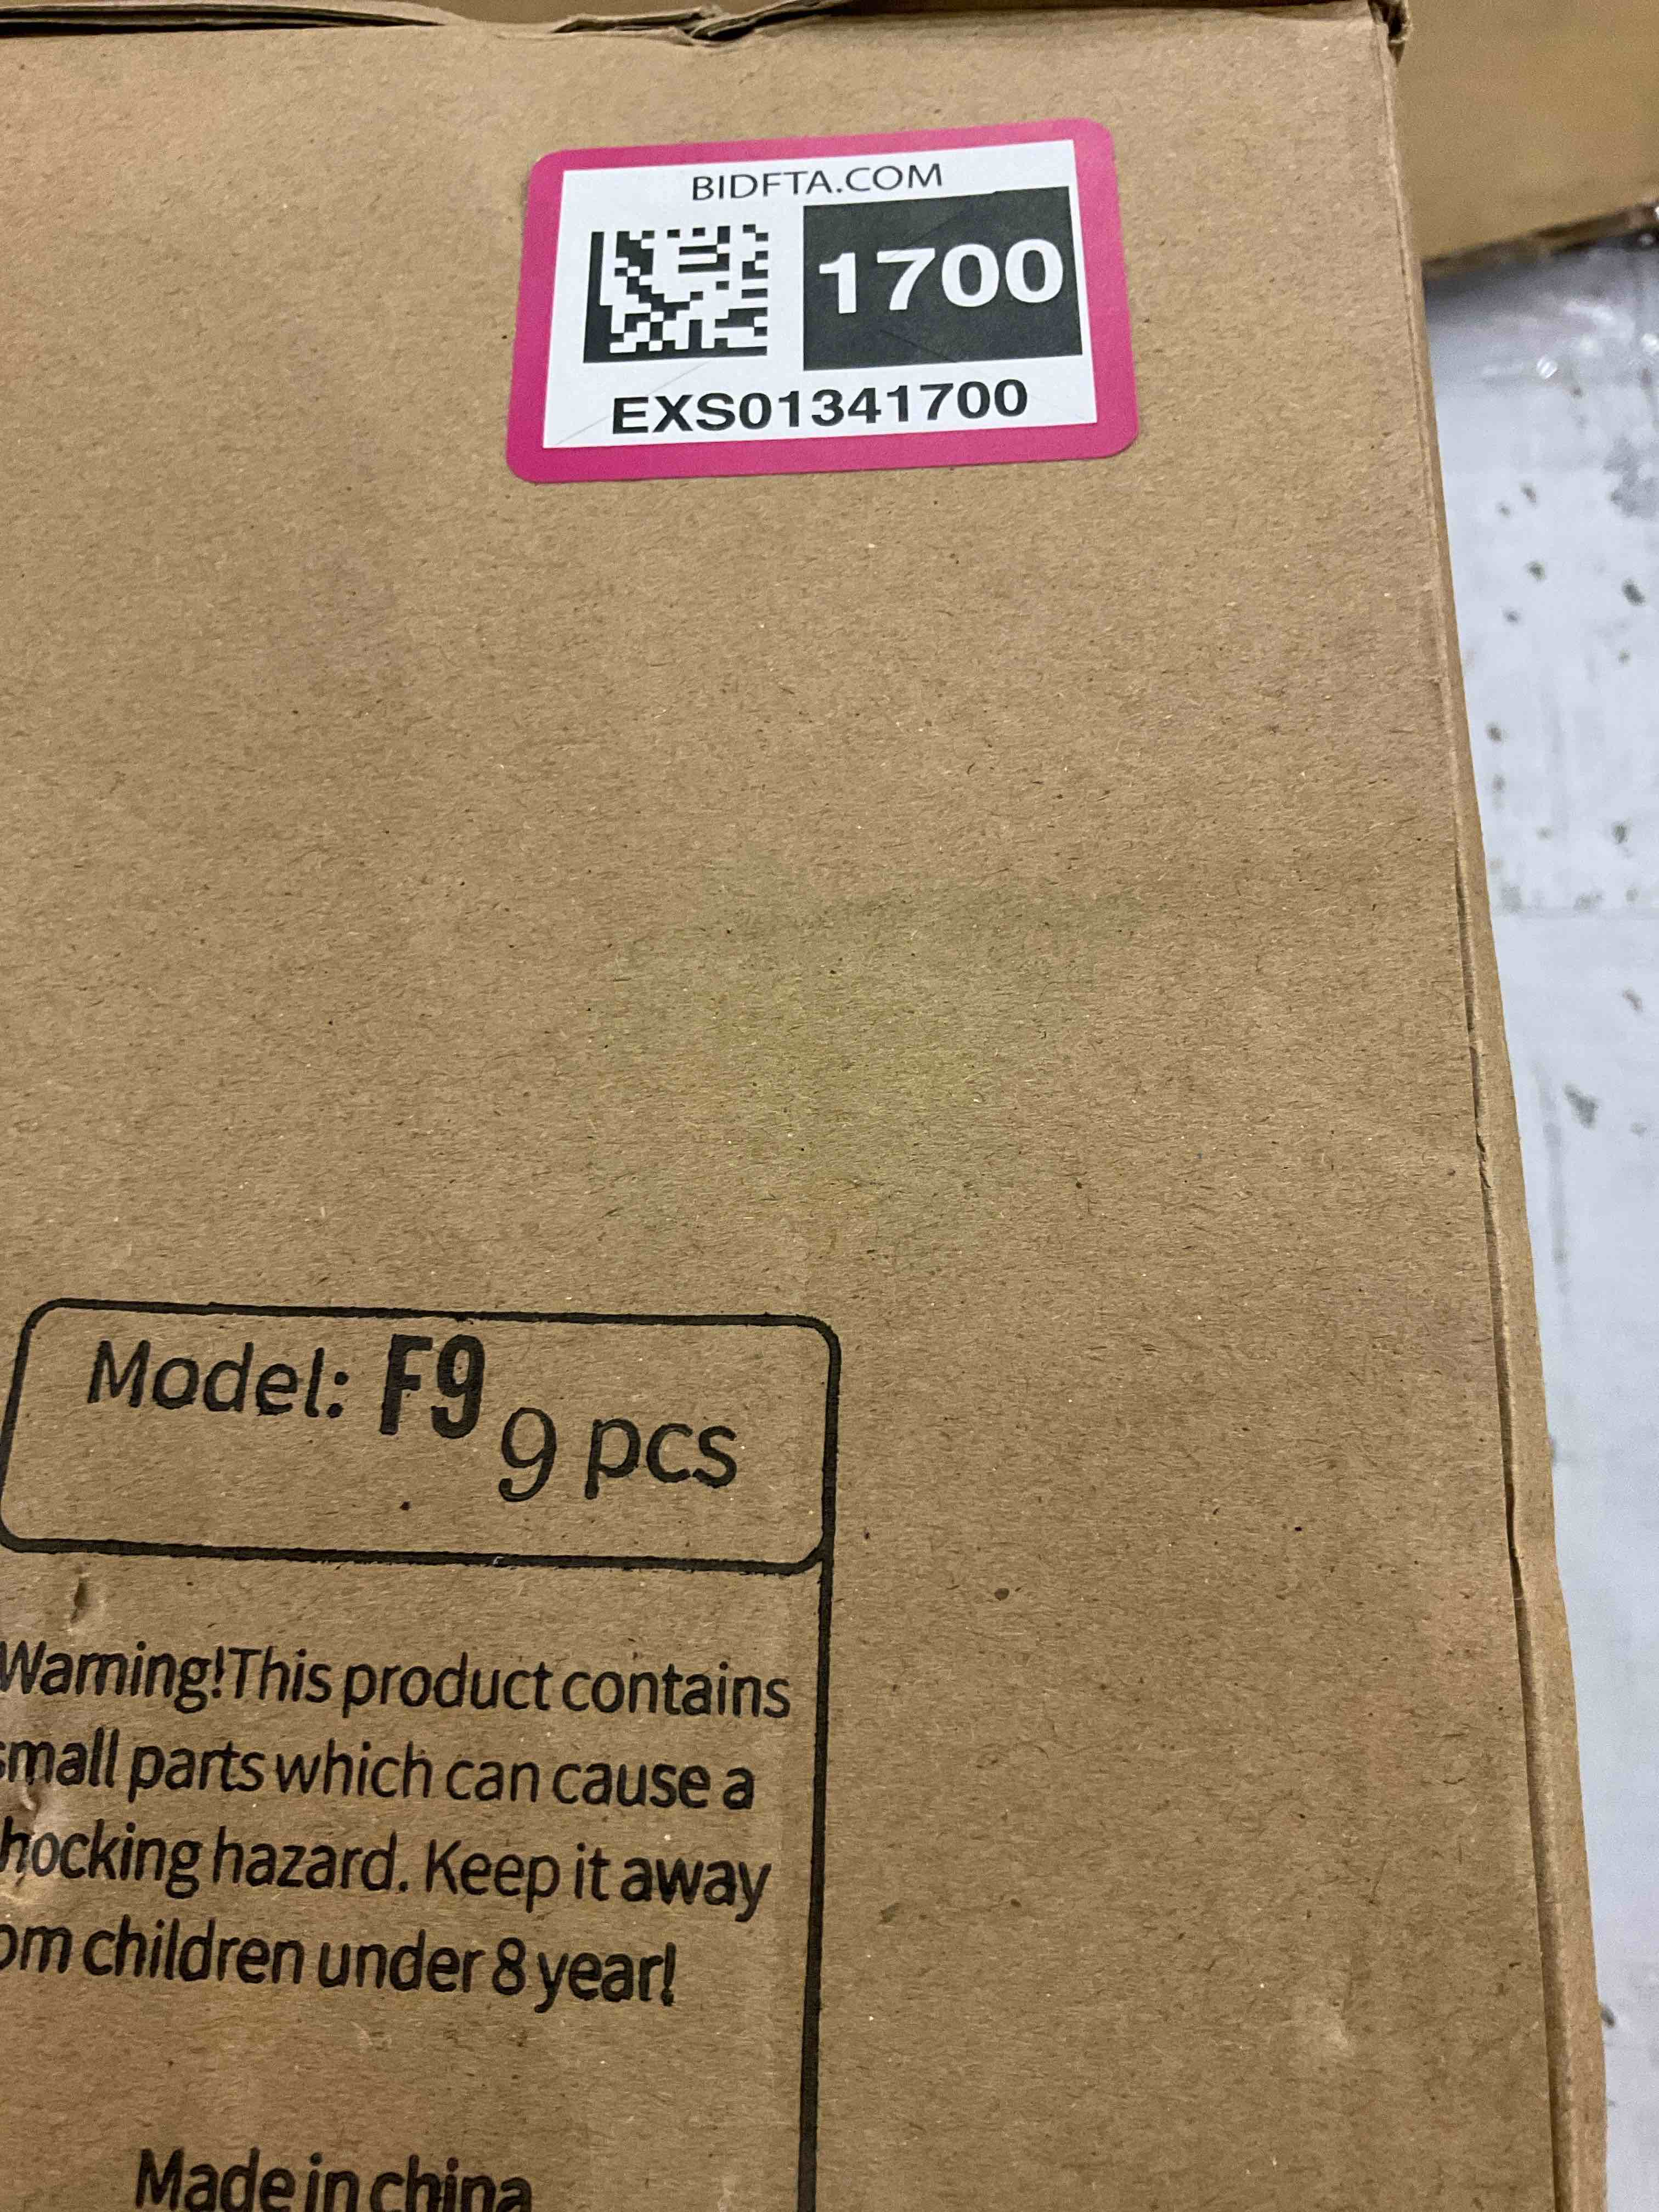 BIDFTA.COM
1700
EXS01341700
Model: F9
9 pcs
Warning!This product contains
small parts which can cause a
hocking hazard. Keep it away
om children under 8 year!
Made in china